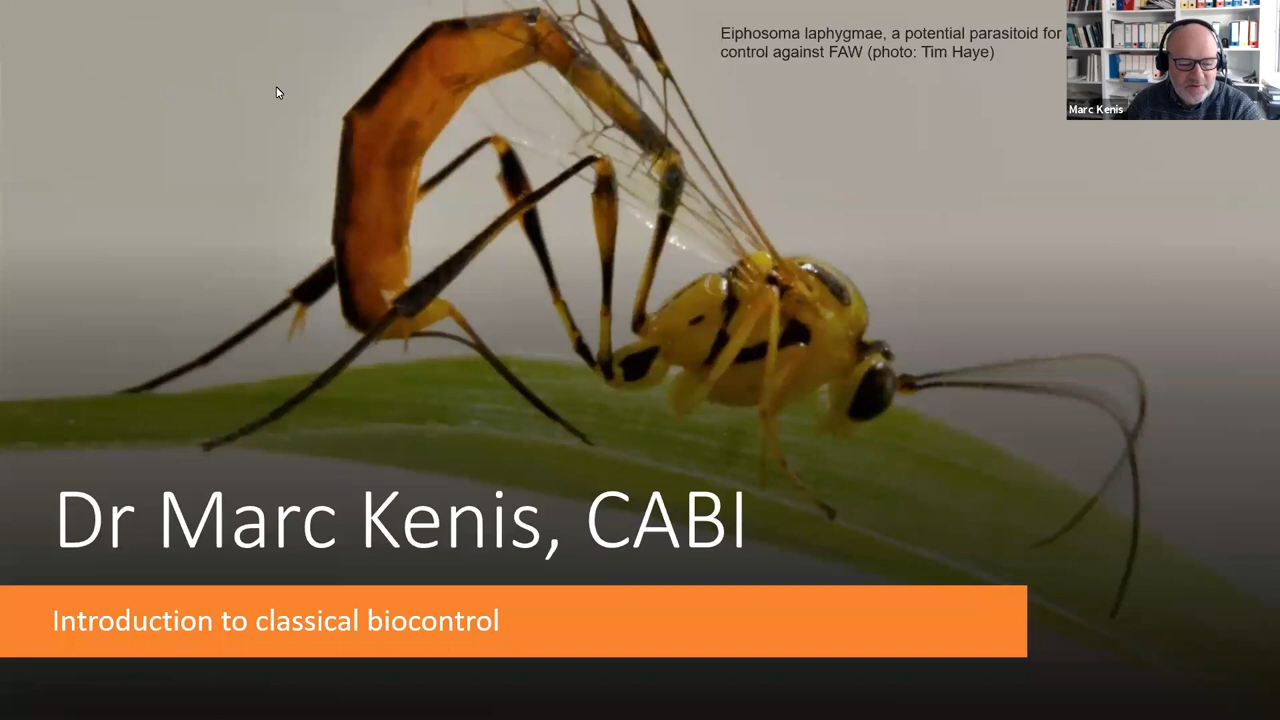 Eiphosoma laphygmae, a potential parasitoid for
control against FAW (photo: Tim Haye)
Marc Kenis
Dr Marc Kenis, CABI
Introduction to classical biocontrol